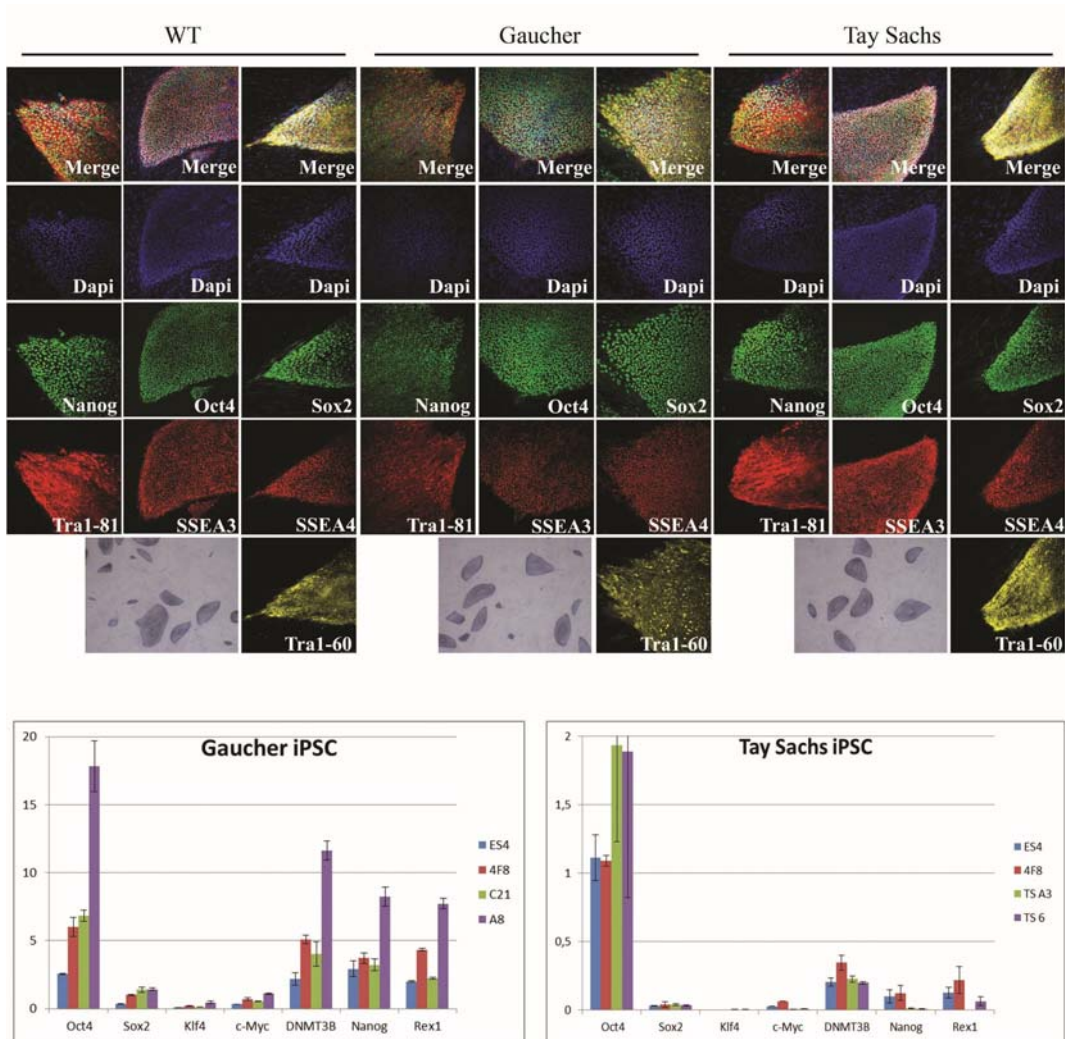 WT Gaucher Tay Sachs
Merge Merge Merge Merge Merge Merge Merge Merge Merge
Dapi Dapi Dapi Dapi Dapi Dapi Dapi Dapi Dapi
Nanog Oct4 Sox2 Nanog Oct4 Sox2 Nanog Oct4 Sox2
Tra1-81 SSEA3 SSEA4 Tra1-81 SSEA3 SSEA4 Tra1-81 SSEA3 SSEA4
Tra1-60 Tra1-60 Tra1-60
Gaucher iPSC
20
15
10
5
0
Oct4 Sox2 Klf4 c-Myc DNMT3B Nanog Rex1
ES4
4F8
C21
A8
Tay Sachs iPSC
2
1,5
1
0,5
0
Oct4 Sox2 Klf4 c-Myc DNMT3B Nanog Rex1
ES4
4F8
TS A3
TS 6